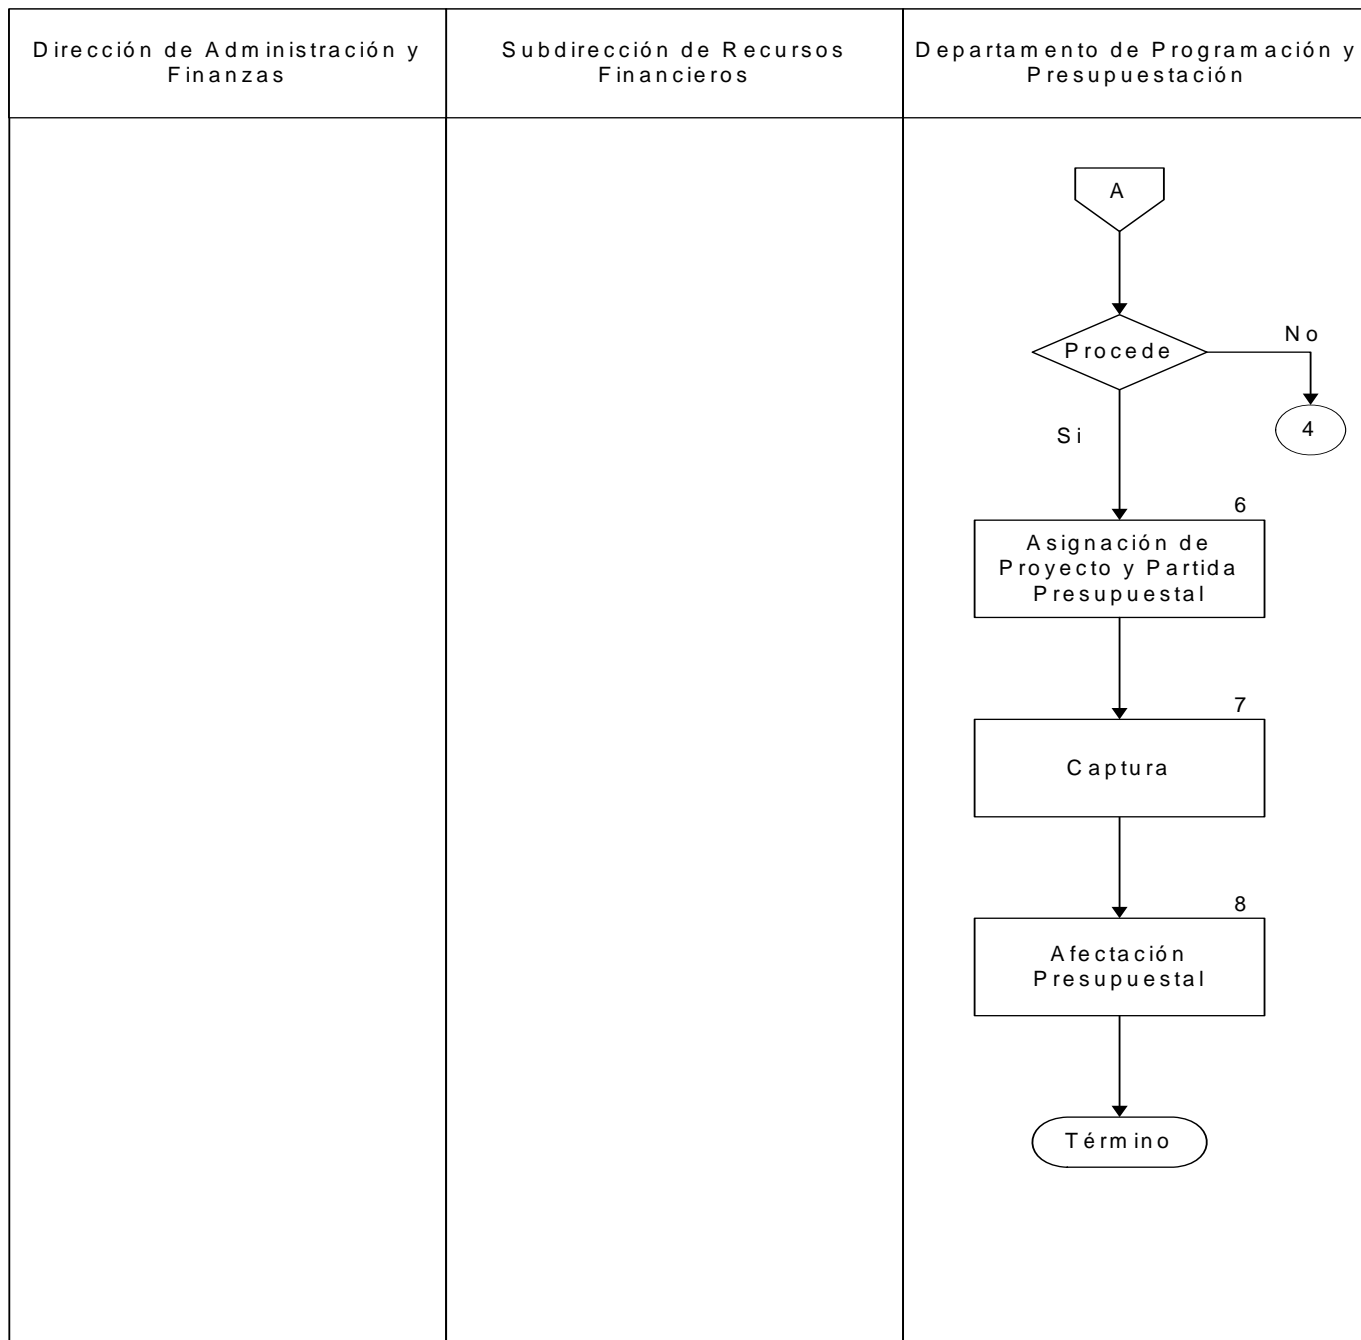 Dirección de Administración y
Finanzas
Subdirección de Recursos
Financieros
Departamento de Programación y
Presupuestación
A
Procede
No
4
Si
6
Asignación de
Proyecto y Partida
Presupuestal
7
Captura
8
Afectación
Presupuestal
Término